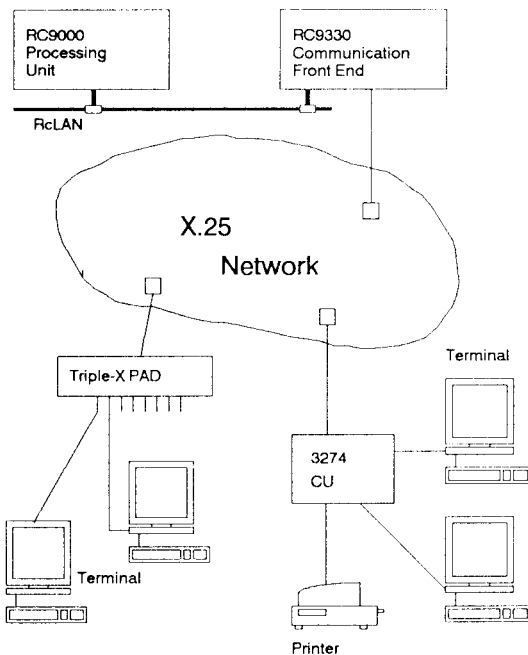 RC9000
Processing
Unit
RC9330
Communication
Front End
RcLAN
X.25
Network
Triple-X PAD
Terminal
3274
CU
Terminal
Printer